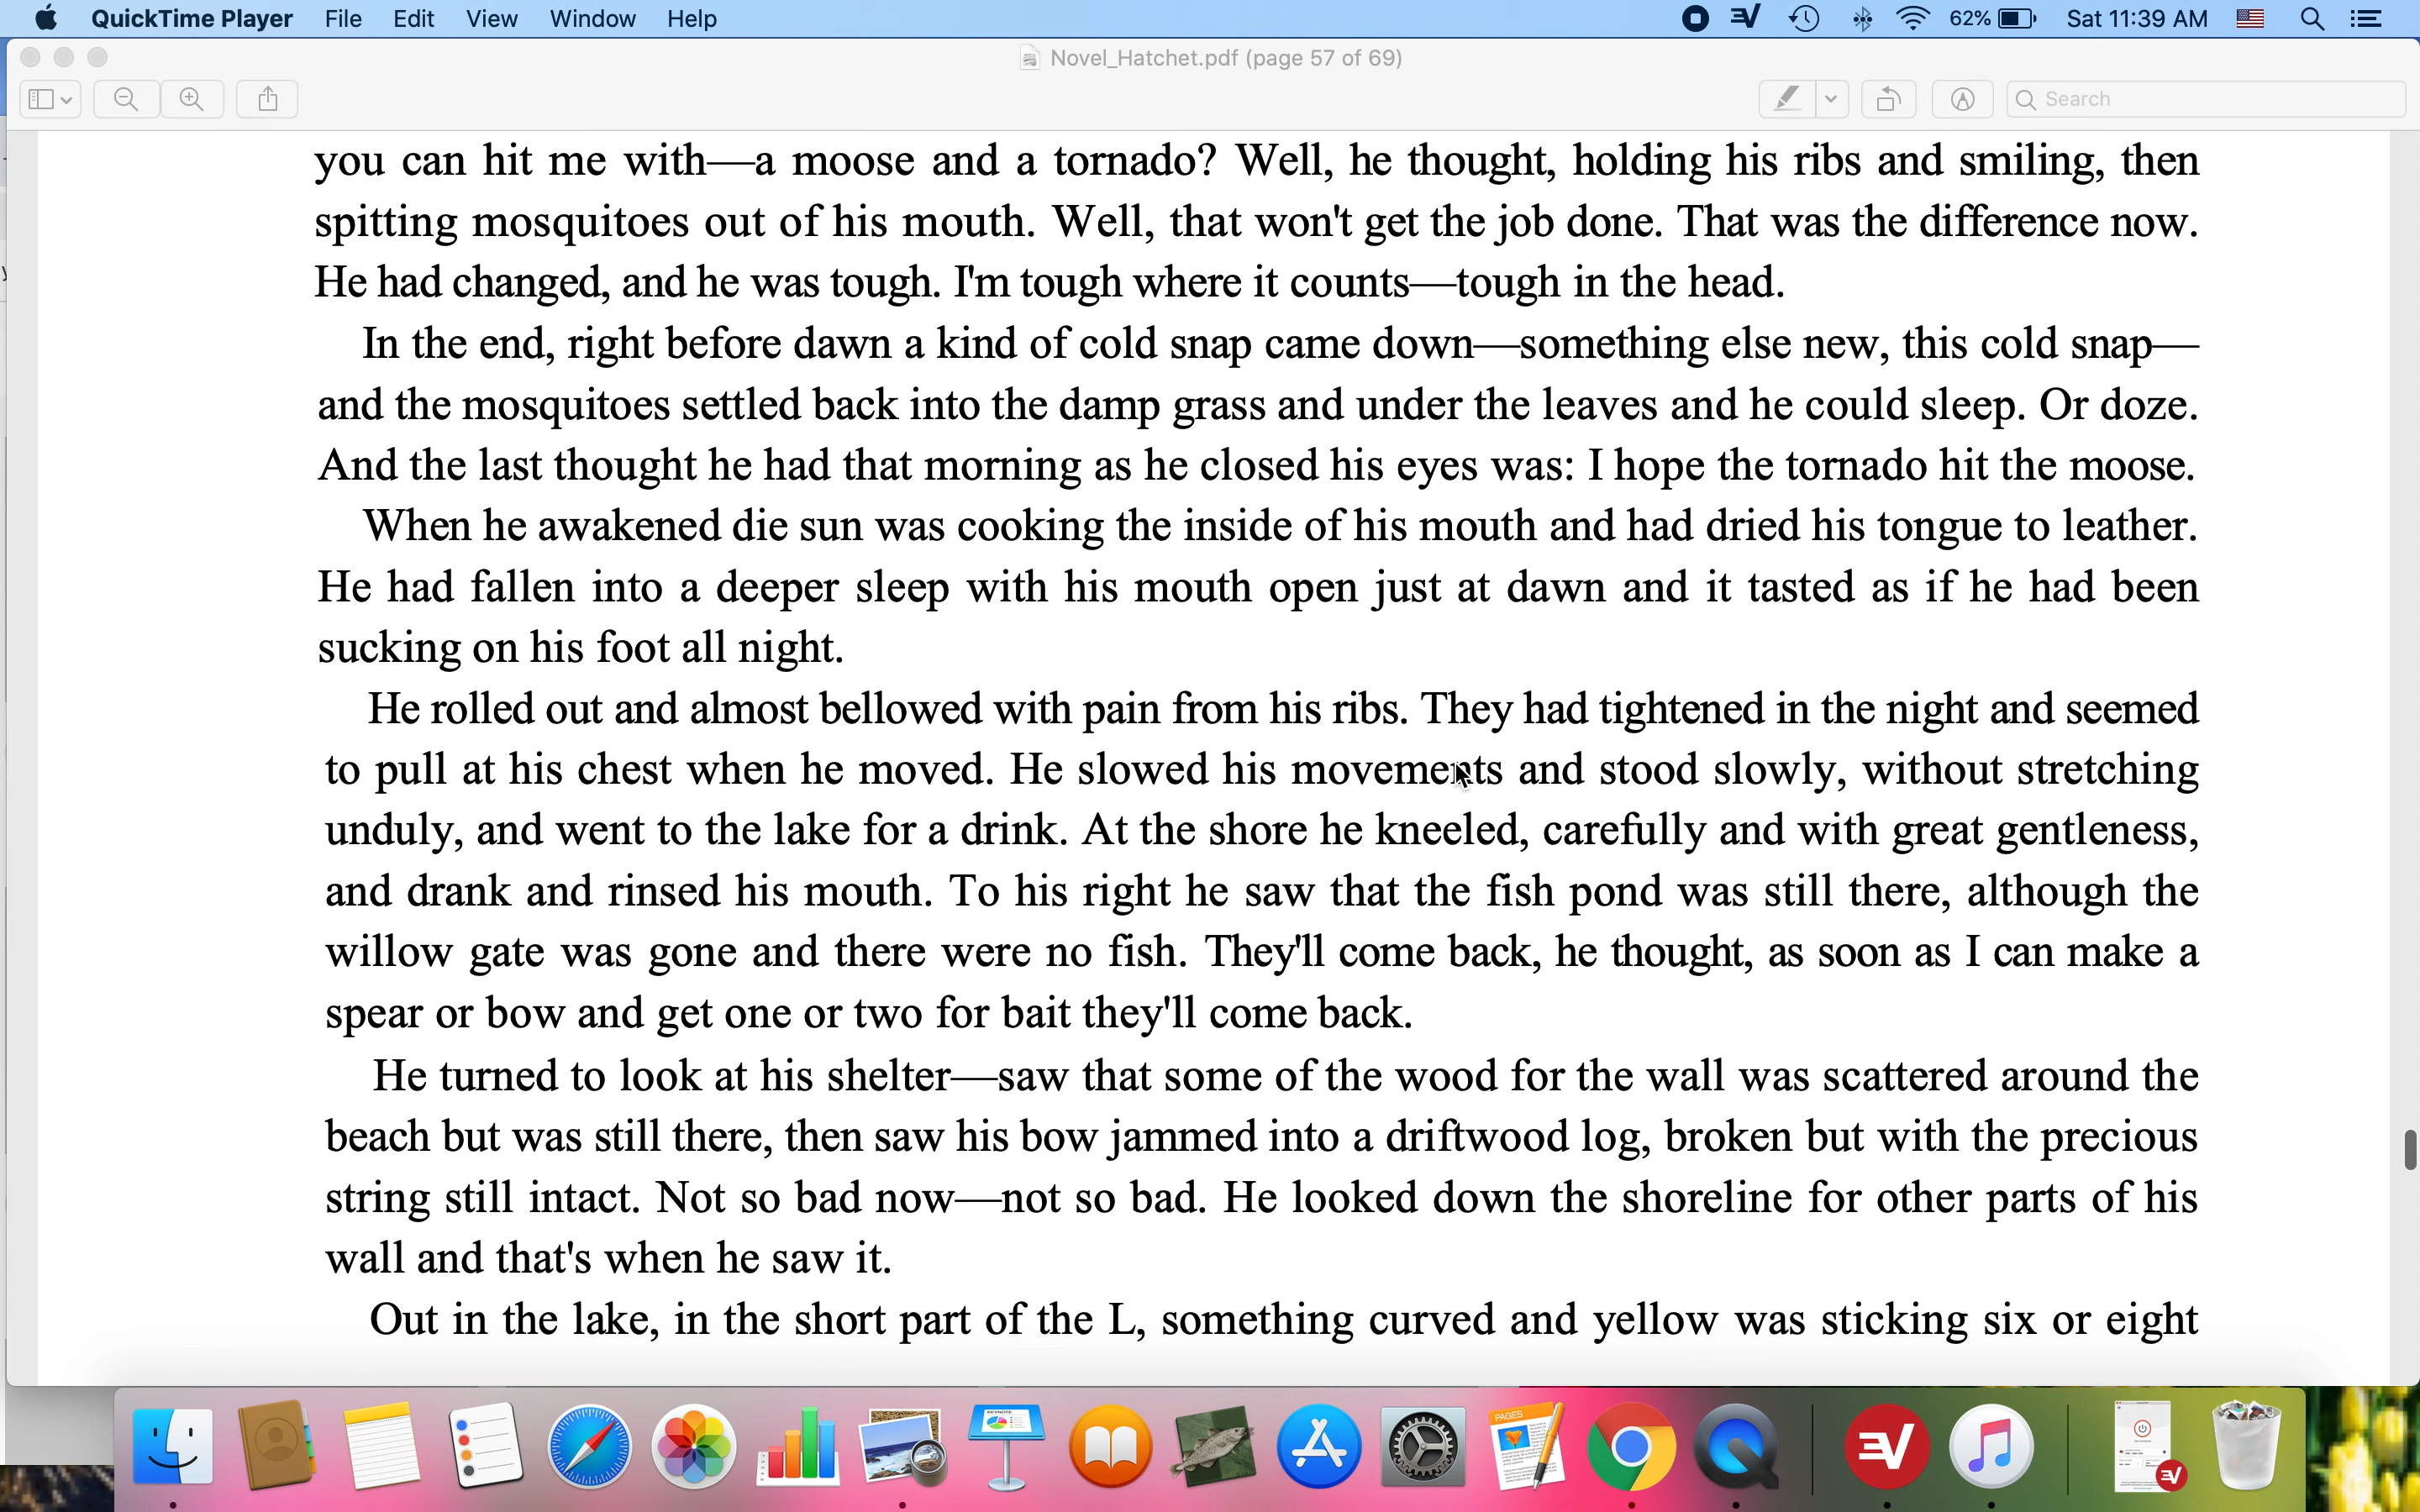 QuickTime Player File Edit View Window Help 62% Sat 11:39 AM
Novel_Hatchet.pdf (page 57 of 69)
Search
you can hit me with—a moose and a tornado? Well, he thought, holding his ribs and smiling, then
spitting mosquitoes out of his mouth. Well, that won't get the job done. That was the difference now.
He had changed, and he was tough. I'm tough where it counts—tough in the head.
In the end, right before dawn a kind of cold snap came down—something else new, this cold snap—
and the mosquitoes settled back into the damp grass and under the leaves and he could sleep. Or doze.
And the last thought he had that morning as he closed his eyes was: I hope the tornado hit the moose.
When he awakened die sun was cooking the inside of his mouth and had dried his tongue to leather.
He had fallen into a deeper sleep with his mouth open just at dawn and it tasted as if he had been
sucking on his foot all night.
He rolled out and almost bellowed with pain from his ribs. They had tightened in the night and seemed
to pull at his chest when he moved. He slowed his movements and stood slowly, without stretching
unduly, and went to the lake for a drink. At the shore he kneeled, carefully and with great gentleness,
and drank and rinsed his mouth. To his right he saw that the fish pond was still there, although the
willow gate was gone and there were no fish. They'll come back, he thought, as soon as I can make a
spear or bow and get one or two for bait they'll come back.
He turned to look at his shelter—saw that some of the wood for the wall was scattered around the
beach but was still there, then saw his bow jammed into a driftwood log, broken but with the precious
string still intact. Not so bad now—not so bad. He looked down the shoreline for other parts of his
wall and that's when he saw it.
Out in the lake, in the short part of the L, something curved and yellow was sticking six or eight
KEYNOTE
PAGES